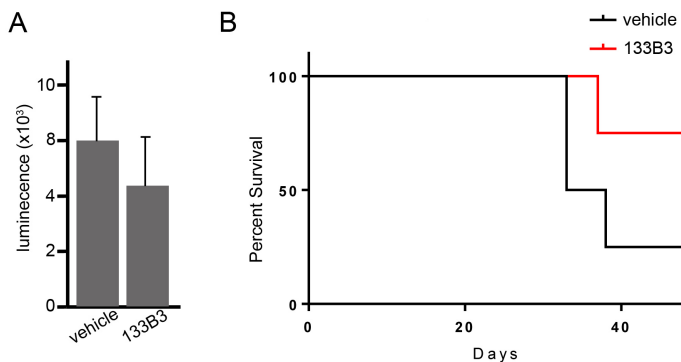 A
luminecence (x10³)
10
8
4
2
0
vehicle
133B3
B
vehicle
133B3
Percent Survival
100
50
0
0
20
40
Days